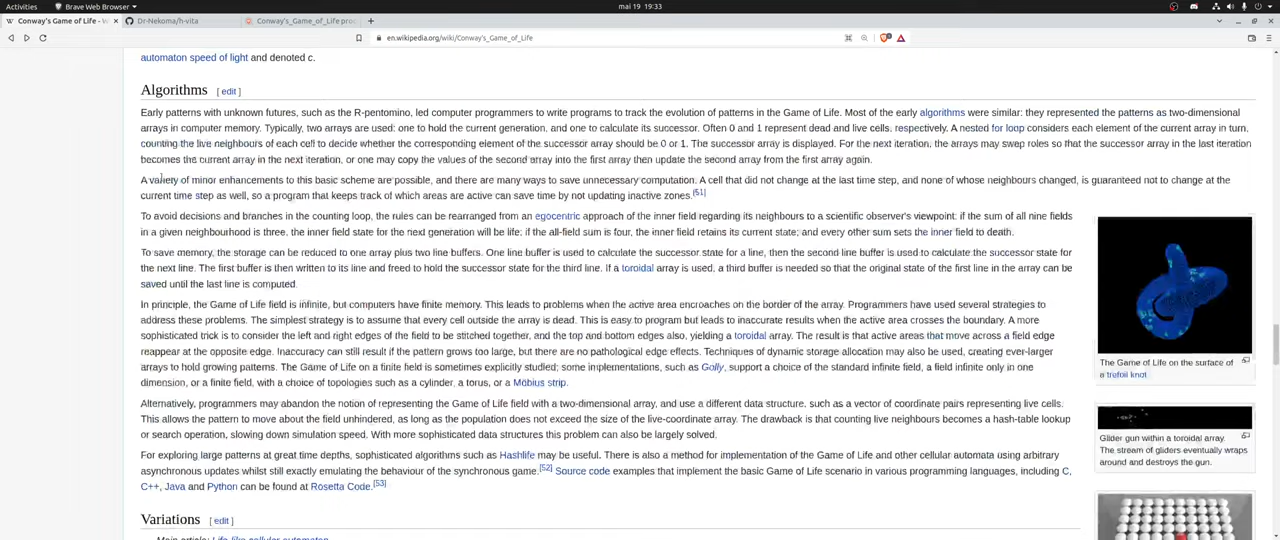 Activities
Brave Web Browser
mai 19 19:33
Conway's Game of Life - W
Dr-Nekoma/h-vita
Conway's_Game_of_Life pro
en.wikipedia.org/wiki/Conway's_Game_of_Life
automaton speed of light and denoted c.
Algorithms [ edit ]
Early patterns with unknown futures, such as the R-pentomino, led computer programmers to write programs to track the evolution of patterns in the Game of Life. Most of the early algorithms were similar: they represented the patterns as two-dimensional
arrays in computer memory. Typically, two arrays are used: one to hold the current generation, and one to calculate its successor. Often 0 and 1 represent dead and live cells, respectively. A nested for loop considers each element of the current array in turn,
counting the live neighbours of each cell to decide whether the corresponding element of the successor array should be 0 or 1. The successor array is displayed. For the next iteration, the arrays may swap roles so that the successor array in the last iteration
becomes the current array in the next iteration, or one may copy the values of the second array into the first array then update the second array from the first array again.
A variety of minor enhancements to this basic scheme are possible, and there are many ways to save unnecessary computation. A cell that did not change at the last time step, and none of whose neighbours changed, is guaranteed not to change at the
current time step as well, so a program that keeps track of which areas are active can save time by not updating inactive zones.[51]
To avoid decisions and branches in the counting loop, the rules can be rearranged from an egocentric approach of the inner field regarding its neighbours to a scientific observer's viewpoint: if the sum of all nine fields
in a given neighbourhood is three, the inner field state for the next generation will be life; if the all-field sum is four, the inner field retains its current state; and every other sum sets the inner field to death.
To save memory, the storage can be reduced to one array plus two line buffers. One line buffer is used to calculate the successor state for a line, then the second line buffer is used to calculate the successor state for
the next line. The first buffer is then written to its line and freed to hold the successor state for the third line. If a toroidal array is used, a third buffer is needed so that the original state of the first line in the array can be
saved until the last line is computed.
In principle, the Game of Life field is infinite, but computers have finite memory. This leads to problems when the active area encroaches on the border of the array. Programmers have used several strategies to
address these problems. The simplest strategy is to assume that every cell outside the array is dead. This is easy to program but leads to inaccurate results when the active area crosses the boundary. A more
sophisticated trick is to consider the left and right edges of the field to be stitched together, and the top and bottom edges also, yielding a toroidal array. The result is that active areas that move across a field edge
reappear at the opposite edge. Inaccuracy can still result if the pattern grows too large, but there are no pathological edge effects. Techniques of dynamic storage allocation may also be used, creating ever-larger
arrays to hold growing patterns. The Game of Life on a finite field is sometimes explicitly studied; some implementations, such as Golly, support a choice of the standard infinite field, a field infinite only in one
dimension, or a finite field, with a choice of topologies such as a cylinder, a torus, or a Möbius strip.
Alternatively, programmers may abandon the notion of representing the Game of Life field with a two-dimensional array, and use a different data structure, such as a vector of coordinate pairs representing live cells.
This allows the pattern to move about the field unhindered, as long as the population does not exceed the size of the live-coordinate array. The drawback is that counting live neighbours becomes a hash-table lookup
or search operation, slowing down simulation speed. With more sophisticated data structures this problem can also be largely solved.
For exploring large patterns at great time depths, sophisticated algorithms such as Hashlife may be useful. There is also a method for implementation of the Game of Life and other cellular automata using arbitrary
asynchronous updates whilst still exactly emulating the behaviour of the synchronous game.[52] Source code examples that implement the basic Game of Life scenario in various programming languages, including C,
C++, Java and Python can be found at Rosetta Code.[53]
The Game of Life on the surface of
a trefoil knot
Glider gun within a toroidal array.
The stream of gliders eventually wraps
around and destroys the gun.
Variations [ edit ]
Main article: Life-like cellular automaton